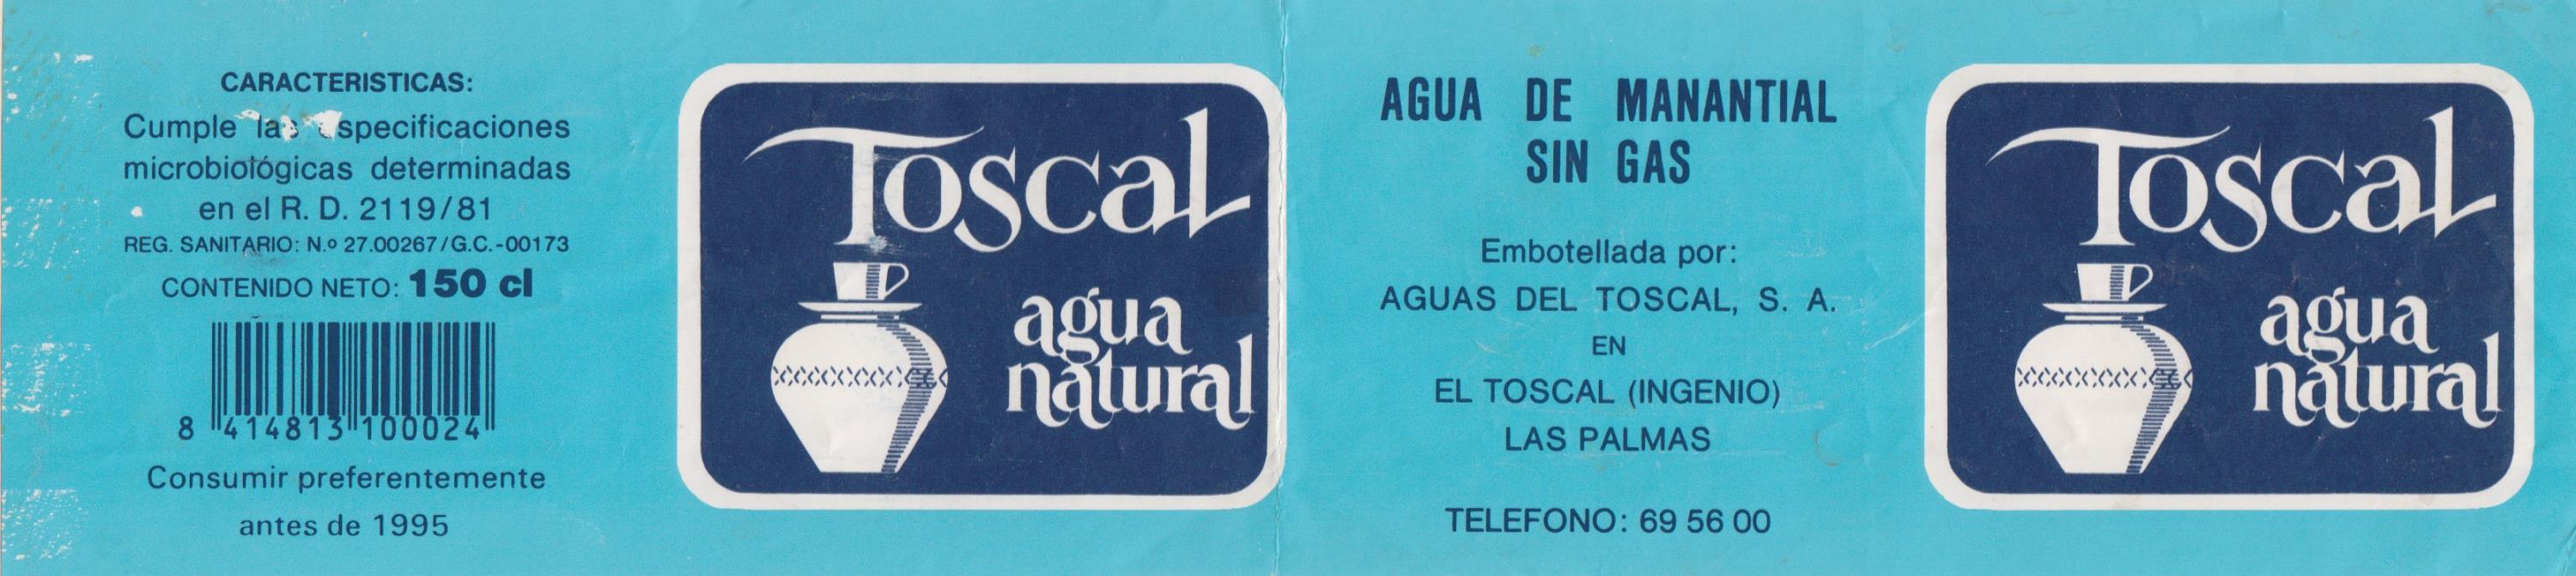 CARACTERISTICAS:
Cumple las especificaciones
microbiológicas determinadas
en el R. D. 2119/81
REG. SANITARIO: N.º 27.00267/G.C.-00173
CONTENIDO NETO: 150 cl
8 414813 100024
Consumir preferentemente
antes de 1995
Toscal
agua
natural
AGUA DE MANANTIAL
SIN GAS
Embotellada por:
AGUAS DEL TOSCAL, S. A.
EN
EL TOSCAL (INGENIO)
LAS PALMAS
TELEFONO: 69 56 00
Toscal
agua
natural